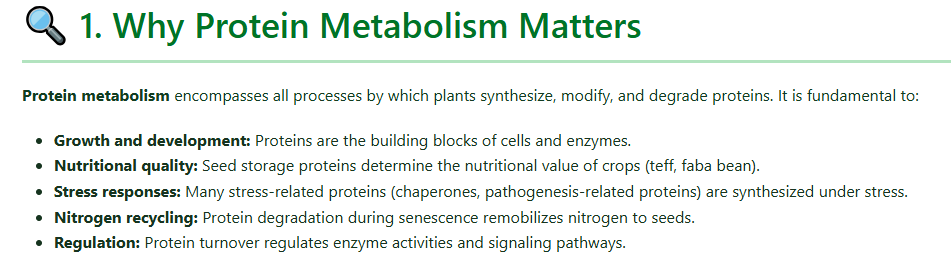 1. Why Protein Metabolism Matters
Protein metabolism encompasses all processes by which plants synthesize, modify, and degrade proteins. It is fundamental to:
• Growth and development: Proteins are the building blocks of cells and enzymes.
• Nutritional quality: Seed storage proteins determine the nutritional value of crops (teff, faba bean).
• Stress responses: Many stress-related proteins (chaperones, pathogenesis-related proteins) are synthesized under stress.
• Nitrogen recycling: Protein degradation during senescence remobilizes nitrogen to seeds.
• Regulation: Protein turnover regulates enzyme activities and signaling pathways.